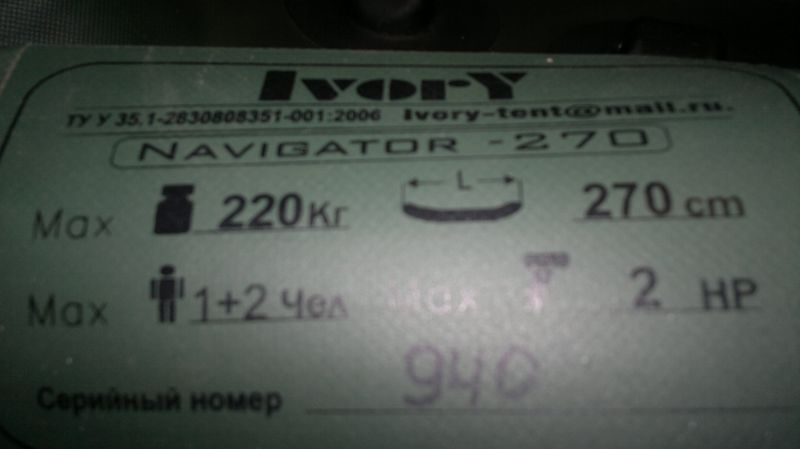 IvorY
ТУ У 35.1-2830808351-001:2006 Ivory-tent@mail.ru.
NAVIGATOR -270
Max 220Кг L 270 cm
Max 1+2 Чел Max 2 HP
Серийный номер 940